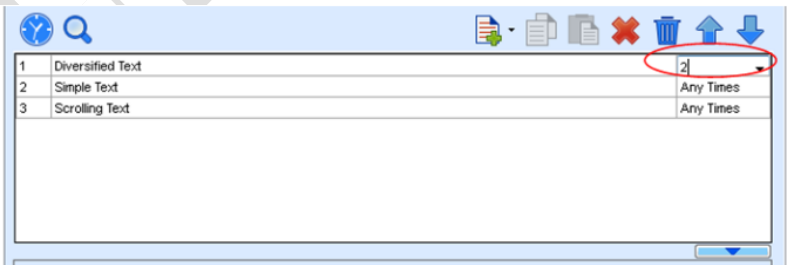 1 Diversified Text 2
2 Simple Text Any Times
3 Scrolling Text Any Times